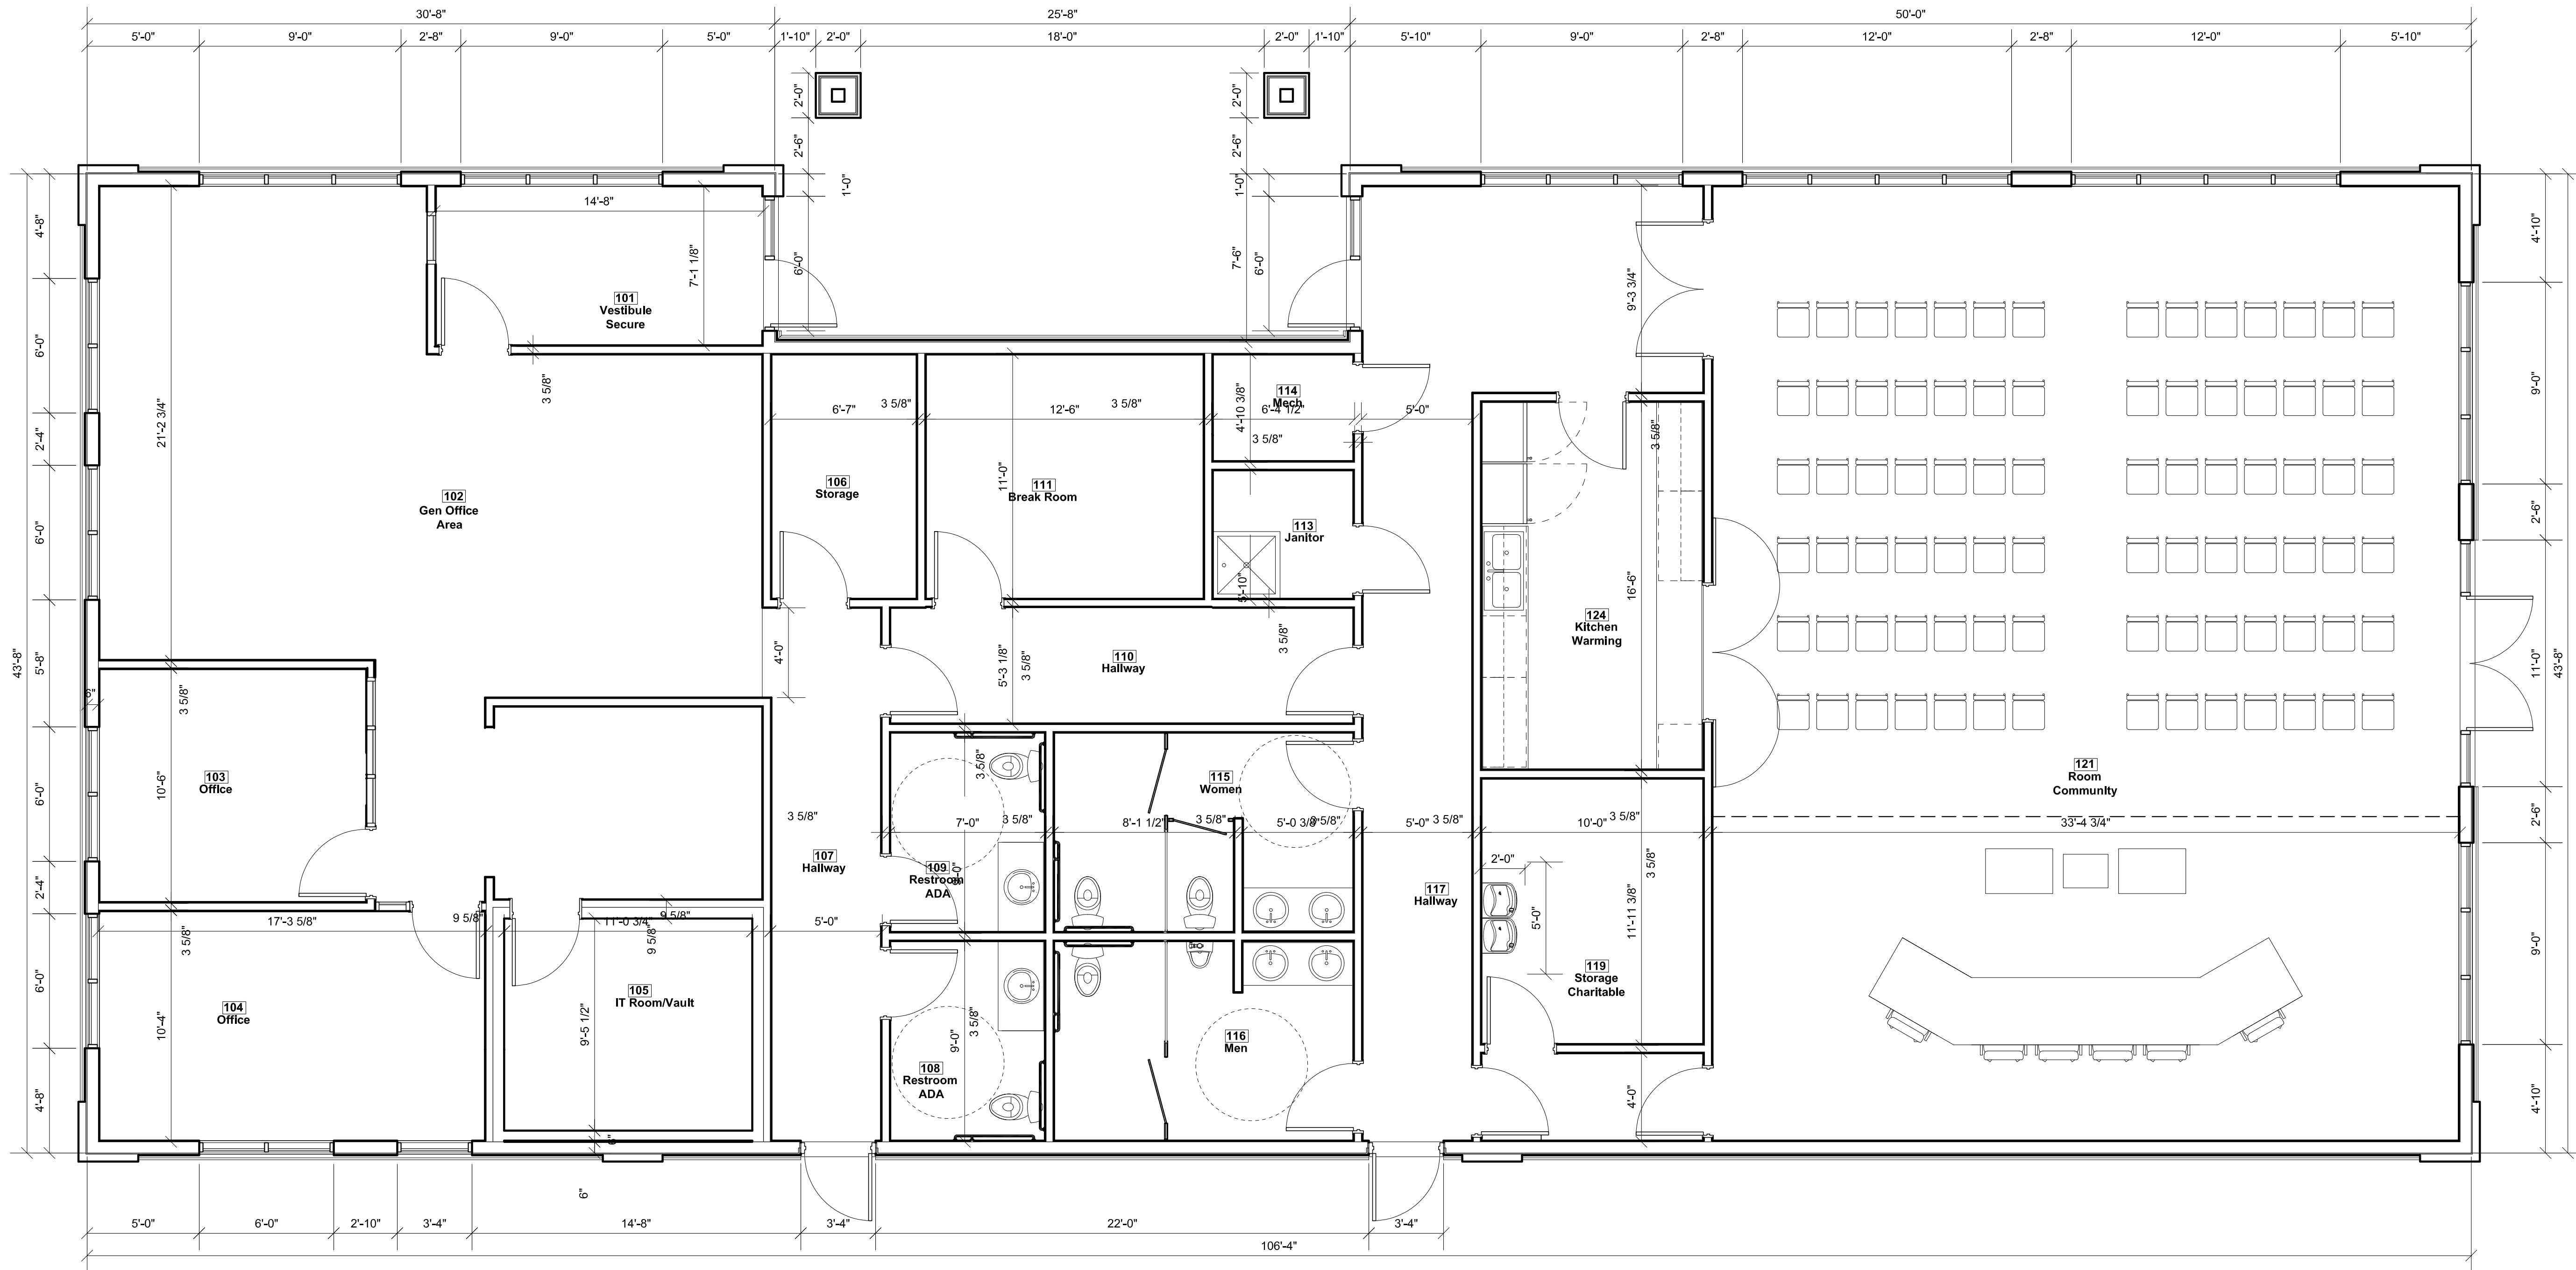 30'-8" 25'-8" 50'-0"
5'-0" 9'-0" 2'-8" 9'-0" 5'-0" 1'-10" 2'-0" 18'-0" 2'-0" 1'-10" 5'-10" 9'-0" 2'-8" 12'-0" 2'-8" 12'-0" 5'-10"
2'-0" 2'-0"
2'-6" 2'-6"
1'-0" 1'-0"
14'-8"
4'-8" 7'-1 1/8" 6'-0" 7'-6" 6'-0" 9'-3 3/4" 4'-10"
101
Vestibule
Secure
6'-0" 3 5/8"
114
Mech
6'-7" 3 5/8" 12'-6" 3 5/8" 6'-4 1/2" 5'-0"
21'-2 3/4" 2'-4" 4'-10 3/8" 3 5/8" 3 5/8" 9'-0"
102
Gen Office
Area
106
Storage
11'-0"
111
Break Room
113
Janitor
5'-10"
6'-0" 2'-6"
16'-6"
124
Kitchen
Warming
43'-8" 5'-8" 4'-0" 5'-3 1/8" 3 5/8" 3 5/8" 11'-0" 43'-8"
110
Hallway
6" 3 5/8"
103
Office
10'-6" 6'-0"
3 5/8"
115
Women
121
Room
Community
3 5/8" 7'-0" 3 5/8" 8'-1 1/2" 3 5/8" 5'-0 3/8" 3 5/8" 5'-0" 3 5/8" 10'-0" 3 5/8" 33'-4 3/4" 2'-6"
107
Hallway
109
Restroom
ADA
9'-0"
2'-0" 3 5/8"
2'-4"
117
Hallway
17'-3 5/8" 9 5/8" 11'-0 3/4" 9 5/8" 5'-0"
3 5/8" 9 5/8" 5'-0" 11'-11 3/8" 9'-0"
119
Storage
Charitable
6'-0"
105
IT Room/Vault
104
Office
10'-4" 9'-5 1/2" 9'-0" 3 5/8"
116
Men
108
Restroom
ADA
4'-8" 4'-0" 4'-10"
6"
5'-0" 6'-0" 2'-10" 3'-4" 14'-8" 3'-4" 22'-0" 3'-4"
106'-4"